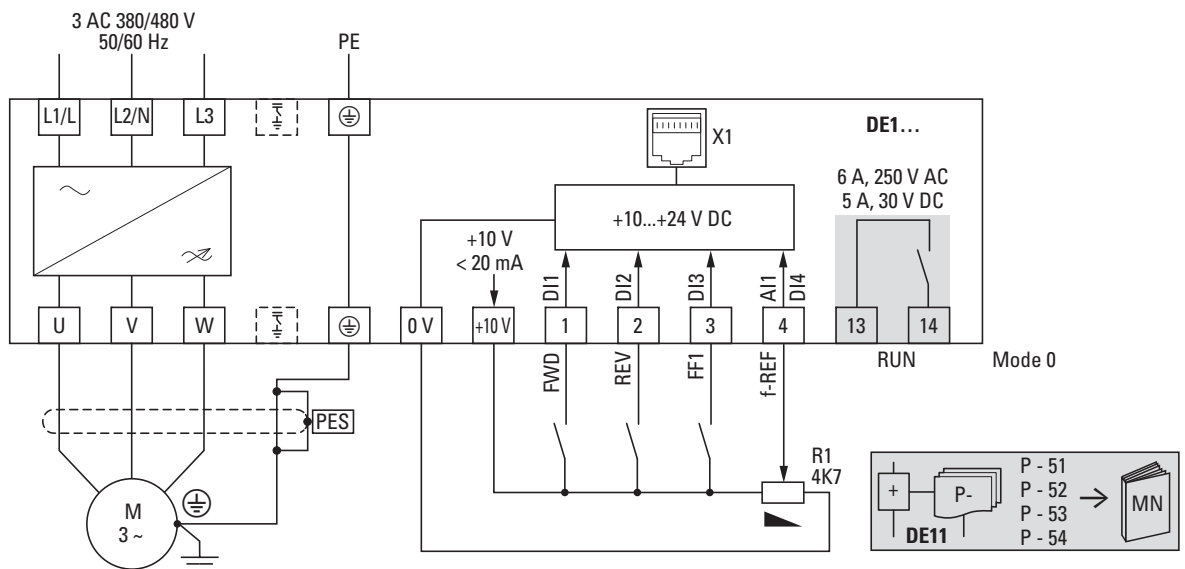 3 AC 380/480 V
50/60 Hz
PE
L1/L
L2/N
L3
X1
DE1...
6 A, 250 V AC
5 A, 30 V DC
+10...+24 V DC
+10 V
< 20 mA
DI1
DI2
DI3
AI1
DI4
U
V
W
0 V
+10 V
1
2
3
4
13
14
FWD
REV
FF1
f-REF
RUN
Mode 0
PES
R1
4K7
M
3 ~
+
P-
DE11
P - 51
P - 52
P - 53
P - 54
MN